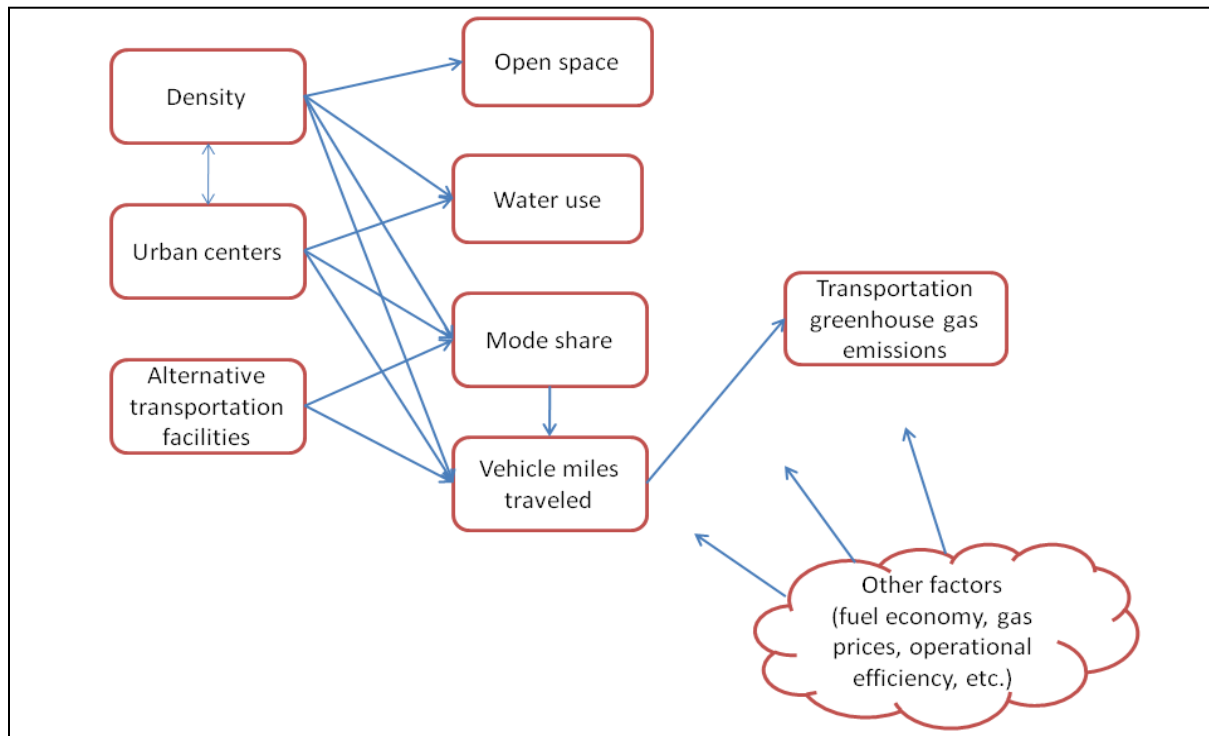 Density
Open space
Urban centers
Water use
Alternative
transportation
facilities
Mode share
Vehicle miles
traveled
Transportation
greenhouse gas
emissions
Other factors
(fuel economy, gas
prices, operational
efficiency, etc.)